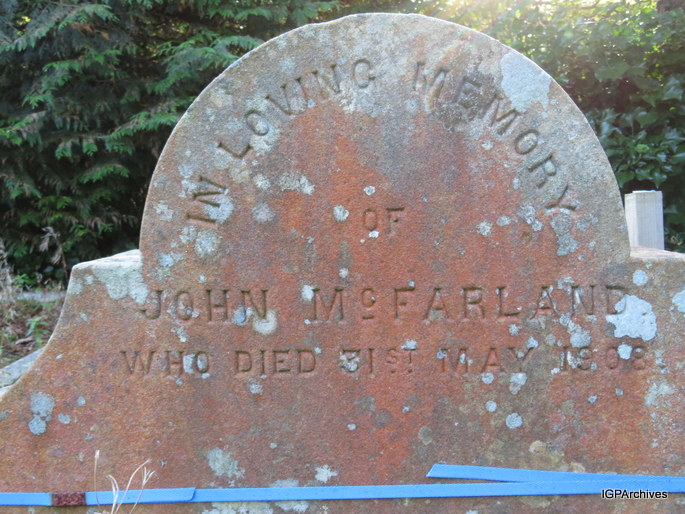 IN LOVING MEMORY
OF
JOHN McFARLAND
WHO DIED 31ST MAY 1908.
IGPArchives